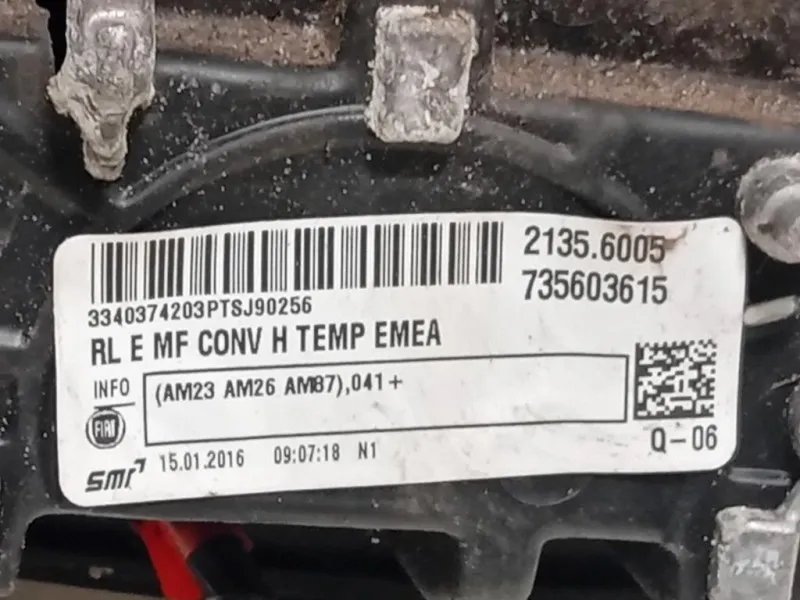 2135.6005
735603615
3340374203PTSJ90256
RL E MF CONV H TEMP EMEA
INFO
(AM23 AM26 AM87),041+
FIAT
Q-06
smr 15.01.2016 09:07:18 N1